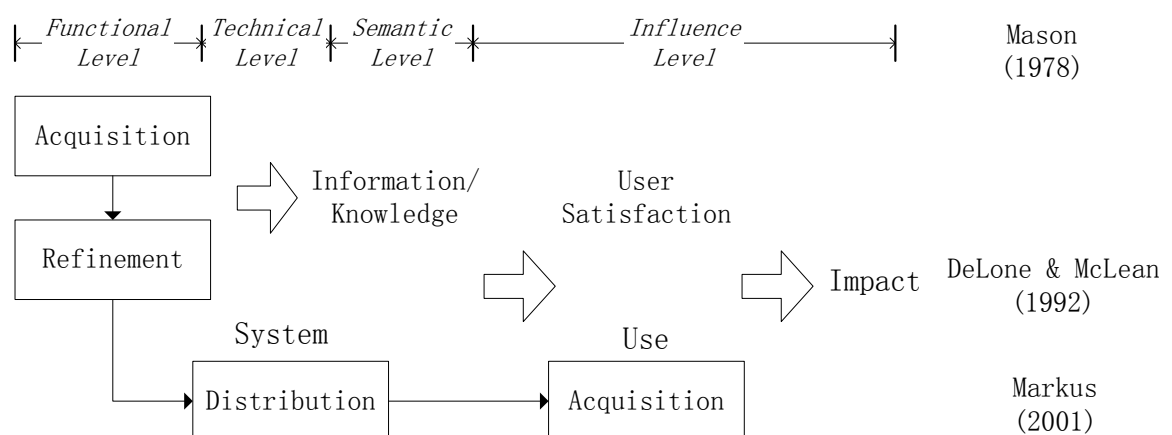 Functional
Level
Technical
Level
Semantic
Level
Influence
Level
Mason
(1978)
Acquisition
Information/
Knowledge
User
Satisfaction
Refinement
Impact
DeLone & McLean
(1992)
System
Use
Distribution
Acquisition
Markus
(2001)